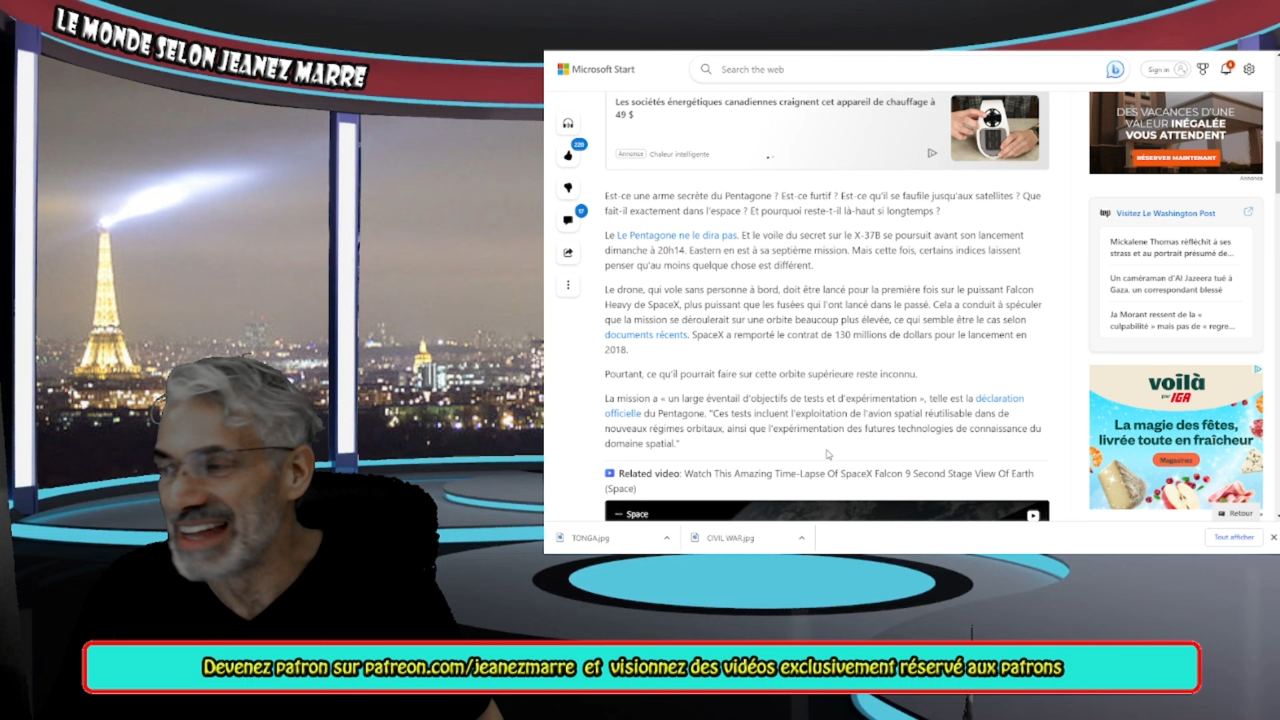 LE MONDE SELON JEANEZ MARRE
Microsoft Start
Search the web
Sign in
Les sociétés énergétiques canadiennes craignent cet appareil de chauffage à
49 $
Annonce Chaleur intelligente
226
17
Est-ce une arme secrète du Pentagone ? Est-ce furtif ? Est-ce qu'il se faufile jusqu'aux satellites ? Que
fait-il exactement dans l'espace ? Et pourquoi reste-t-il là-haut si longtemps ?
Le Le Pentagone ne le dira pas. Et le voile du secret sur le X-37B se poursuit avant son lancement
dimanche à 20h14. Eastern en est à sa septième mission. Mais cette fois, certains indices laissent
penser qu'au moins quelque chose est différent.
Le drone, qui vole sans personne à bord, doit être lancé pour la première fois sur le puissant Falcon
Heavy de SpaceX, plus puissant que les fusées qui l'ont lancé dans le passé. Cela a conduit à spéculer
que la mission se déroulerait sur une orbite beaucoup plus élevée, ce qui semble être le cas selon
documents récents. SpaceX a remporté le contrat de 130 millions de dollars pour le lancement en
2018.
Pourtant, ce qu'il pourrait faire sur cette orbite supérieure reste inconnu.
La mission a « un large éventail d'objectifs de tests et d'expérimentation », telle est la déclaration
officielle du Pentagone. "Ces tests incluent l'exploitation de l'avion spatial réutilisable dans de
nouveaux régimes orbitaux, ainsi que l'expérimentation des futures technologies de connaissance du
domaine spatial."
Related video: Watch This Amazing Time-Lapse Of SpaceX Falcon 9 Second Stage View Of Earth
(Space)
Space
DES VACANCES D'UNE
VALEUR INÉGALÉE
VOUS ATTENDENT
RÉSERVER MAINTENANT
Annonce
wp Visitez Le Washington Post
Mickalene Thomas réfléchit à ses
strass et au portrait présumé de...
Un caméraman d'Al Jazeera tué à
Gaza, un correspondant blessé
Ja Morant ressent de la «
culpabilité » mais pas de « regre...
voilà
par IGA
La magie des fêtes,
livrée toute en fraîcheur
Magasinez
Retour
TONGA.jpg
CIVIL WAR.jpg
Tout afficher
Devenez patron sur patreon.com/jeanezmarre et visionnez des vidéos exclusivement réservé aux patrons